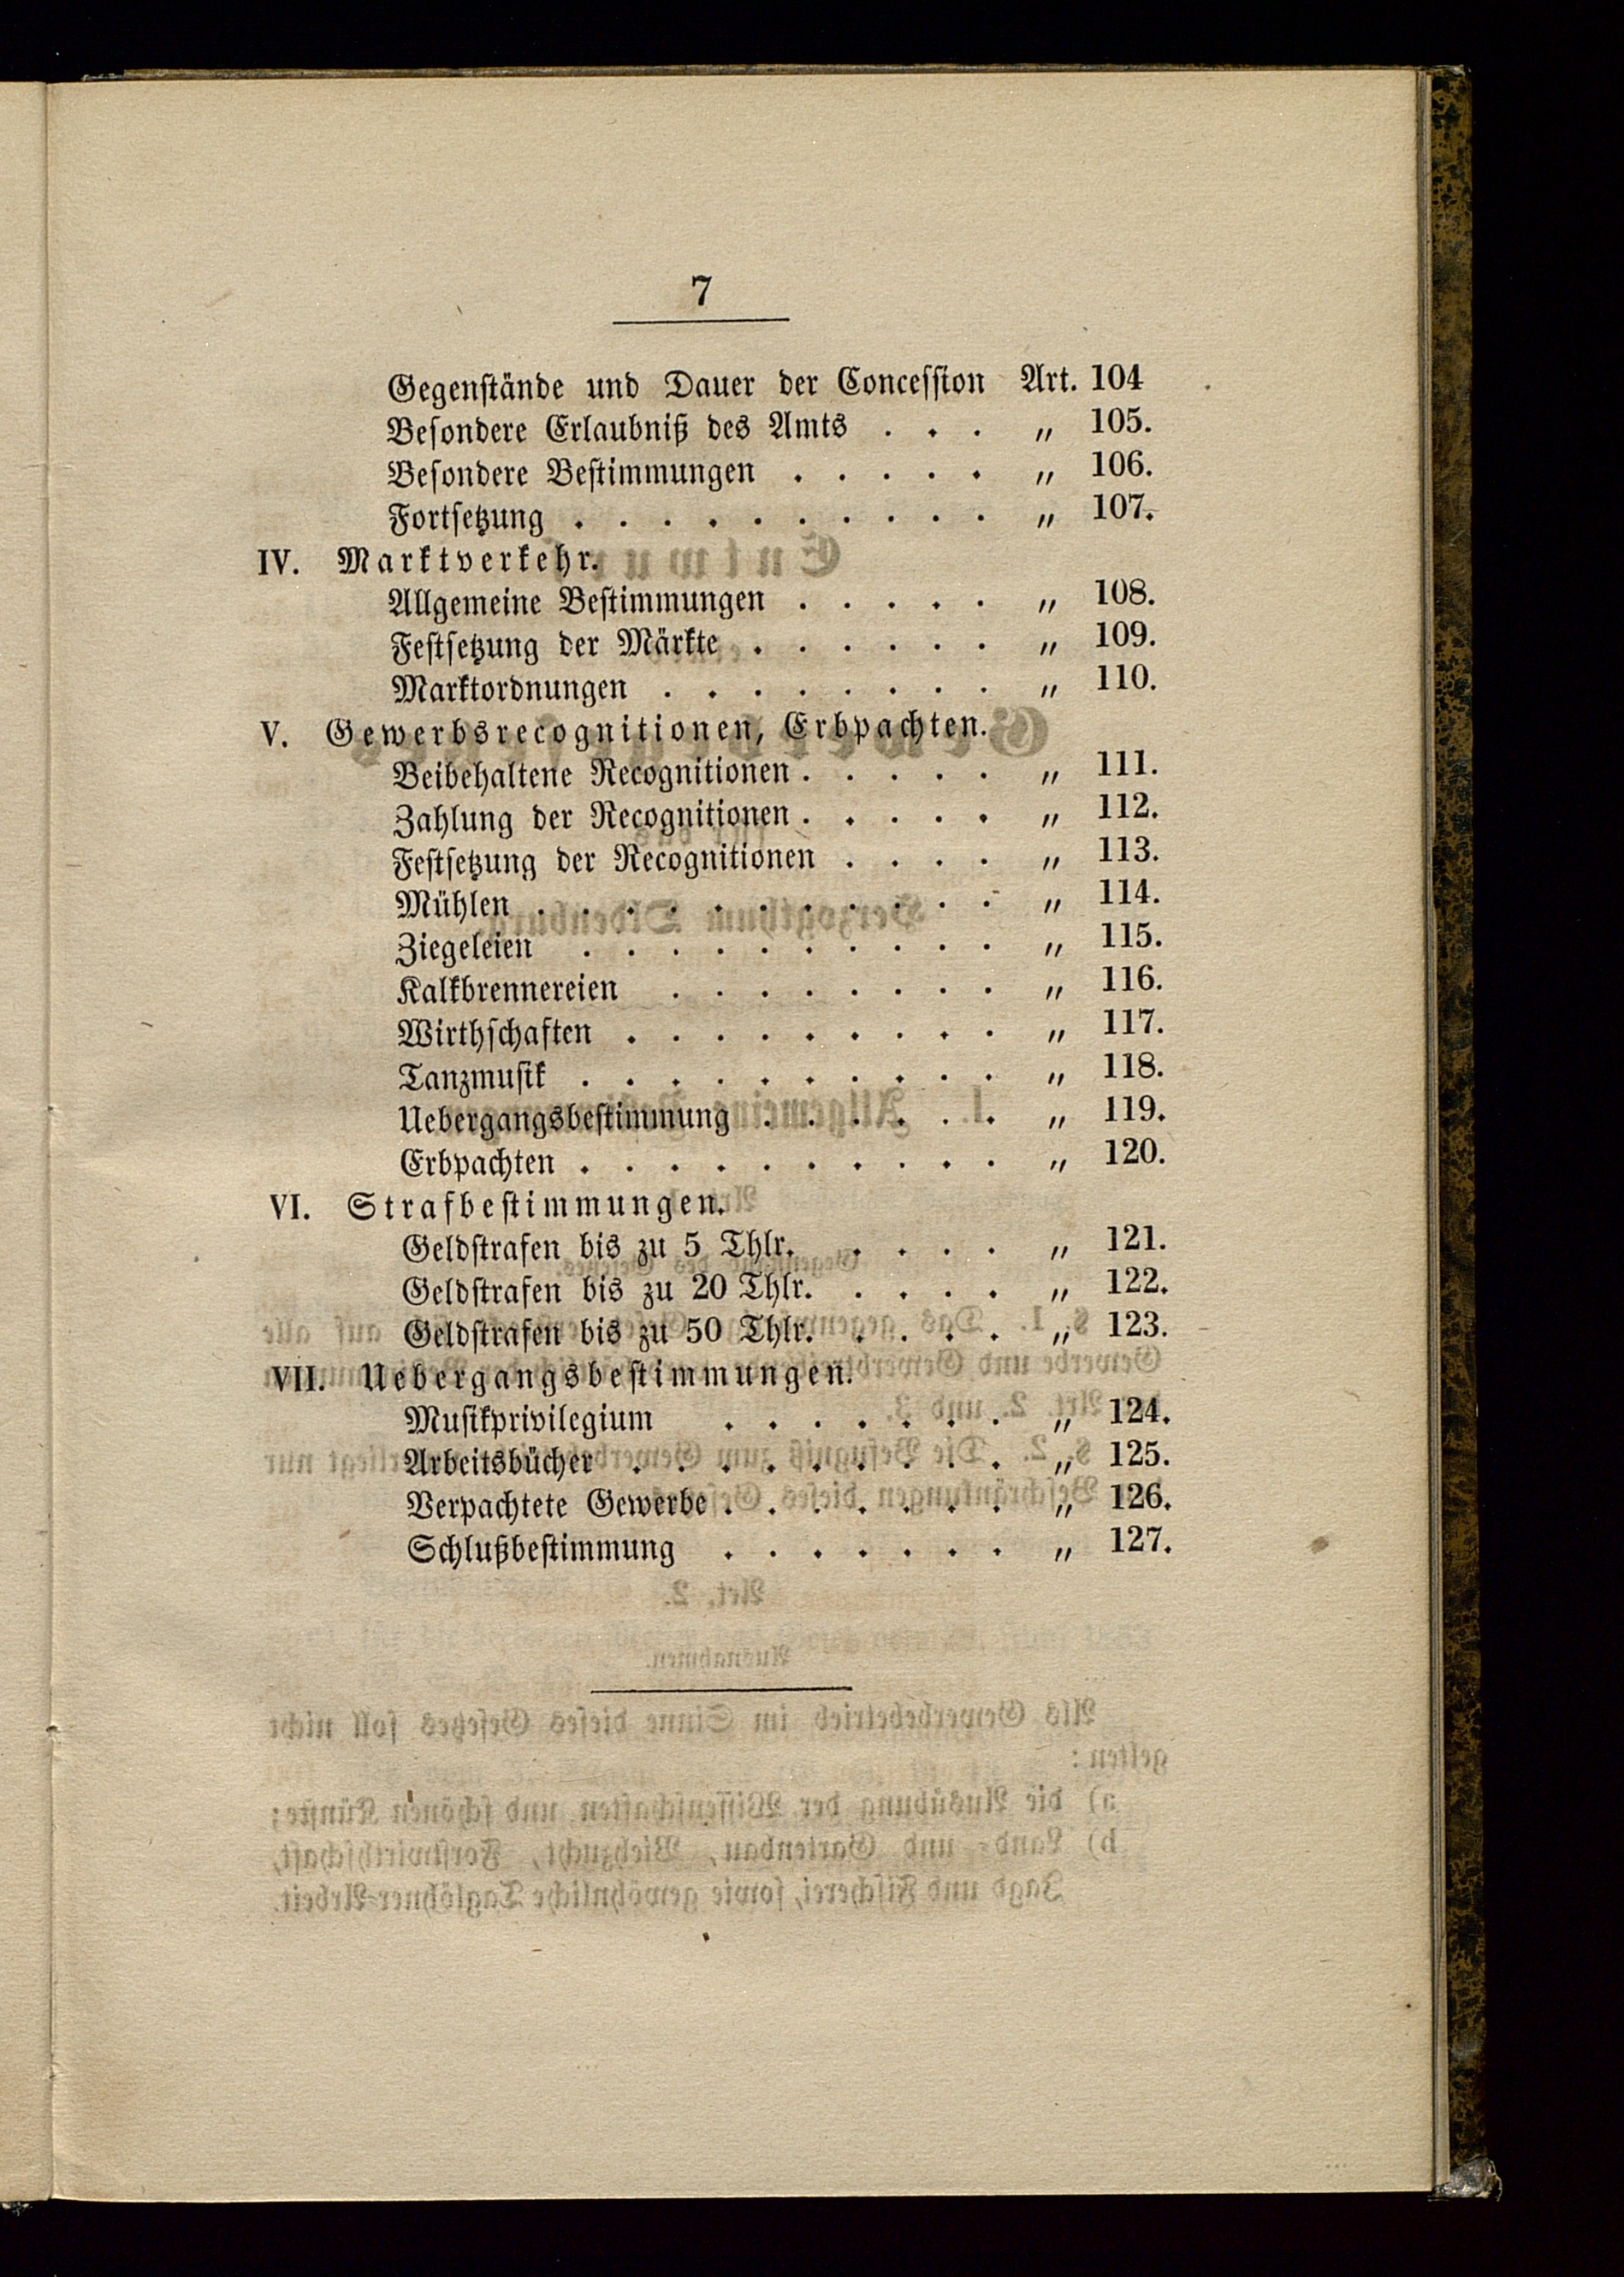 7
Gegenstände und Dauer der Concession Art. 104
Besondere Erlaubniß des Amts . . . „ 105.
Besondere Bestimmungen . . . . . „ 106.
Fortsetzung . . . . . . . . . . „ 107.
IV. Marktverkehr.
Allgemeine Bestimmungen . . . . . „ 108.
Festsetzung der Märkte . . . . . . „ 109.
Marktordnungen . . . . . . . . „ 110.
V. Gewerbsrecognitionen, Erbpachten.
Beibehaltene Recognitionen . . . . . „ 111.
Zahlung der Recognitionen . . . . . „ 112.
Festsetzung der Recognitionen . . . . „ 113.
Mühlen . . . . . . . . . . . „ 114.
Ziegeleien . . . . . . . . . . „ 115.
Kalkbrennereien . . . . . . . . „ 116.
Wirthschaften . . . . . . . . . „ 117.
Tanzmusik . . . . . . . . . . „ 118.
Uebergangsbestimmung . . . . . . „ 119.
Erbpachten . . . . . . . . . . „ 120.
VI. Strafbestimmungen.
Geldstrafen bis zu 5 Thlr. . . . . „ 121.
Geldstrafen bis zu 20 Thlr. . . . . „ 122.
Geldstrafen bis zu 50 Thlr. . . . . „ 123.
VII. Uebergangsbestimmungen.
Musikprivilegium . . . . . . . „ 124.
Arbeitsbücher . . . . . . . . . „ 125.
Verpachtete Gewerbe . . . . . . . „ 126.
Schlußbestimmung . . . . . . . „ 127.